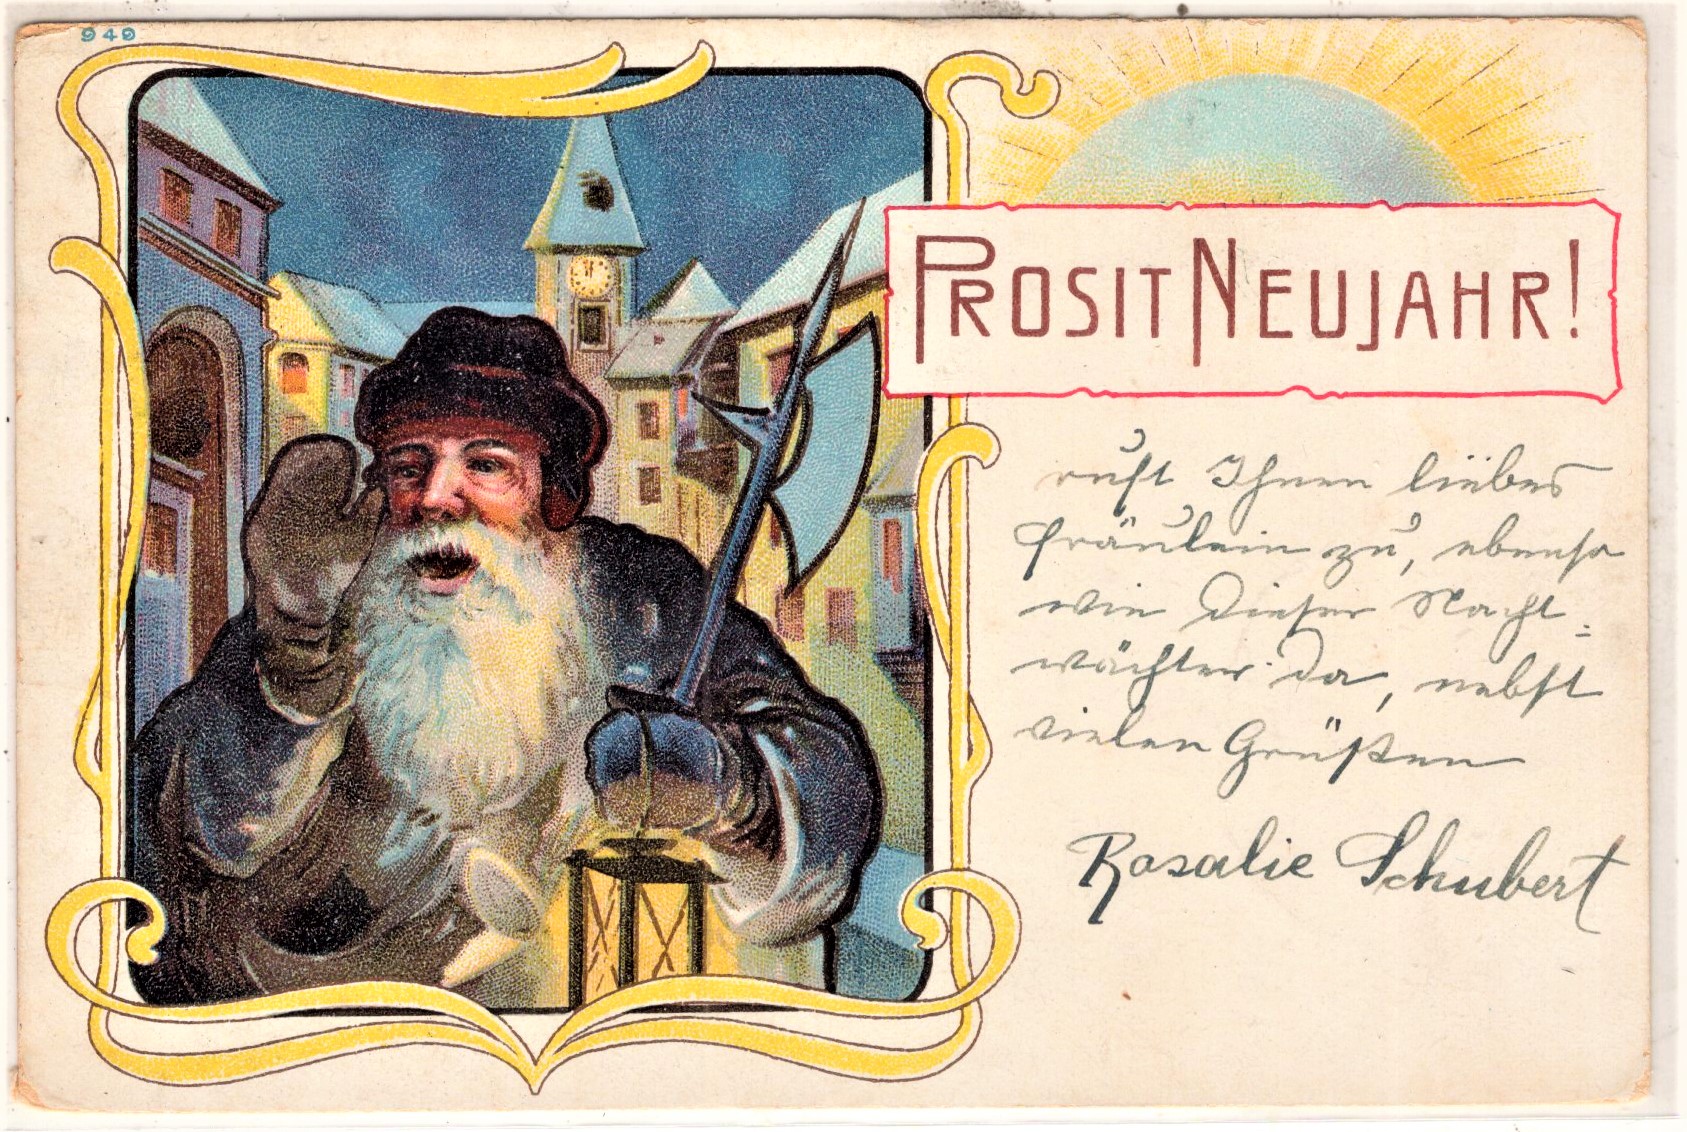 949
PROSIT NEUJAHR!
ruft Ihnen liebes
Fräulein zu, ebenso
wie dieser Nacht-
wächter da, nebst
vielen Grüßen
Rosalie Schubert